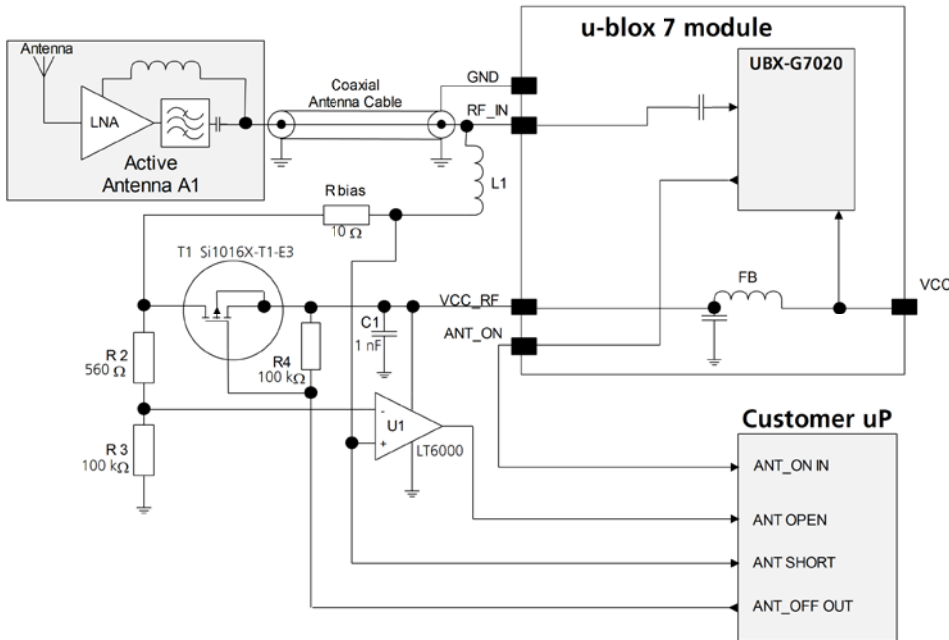 u-blox 7 module
Antenna
UBX-G7020
Coaxial
Antenna Cable
GND
RF_IN
LNA
Active
Antenna A1
L1
R bias
10 Ω
T1 Si1016X-T1-E3
FB
VCC
VCC_RF
C1
1 nF
ANT_ON
R 2
560 Ω
R4
100 kΩ
Customer uP
-
U1
+
LT6000
R 3
100 kΩ
ANT_ON IN
ANT OPEN
ANT SHORT
ANT_OFF OUT